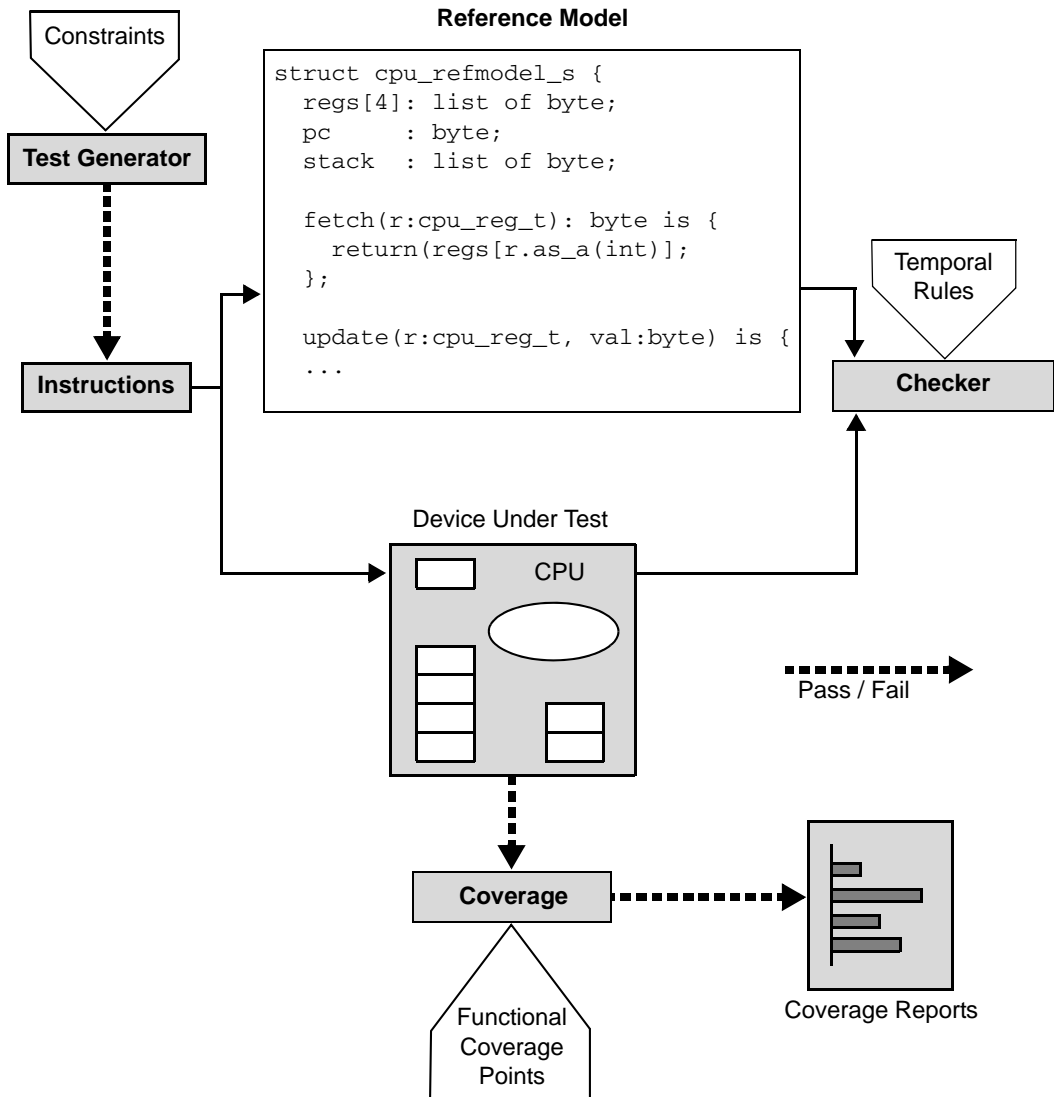 Reference Model
Constraints
Test Generator
Instructions
struct cpu_refmodel_s {
  regs[4]: list of byte;
  pc     : byte;
  stack  : list of byte;
  fetch(r:cpu_reg_t): byte is {
    return(regs[r.as_a(int)];
  };
  update(r:cpu_reg_t, val:byte) is {
  ...
Temporal
Rules
Checker
Device Under Test
CPU
Pass / Fail
Coverage
Functional
Coverage
Points
Coverage Reports